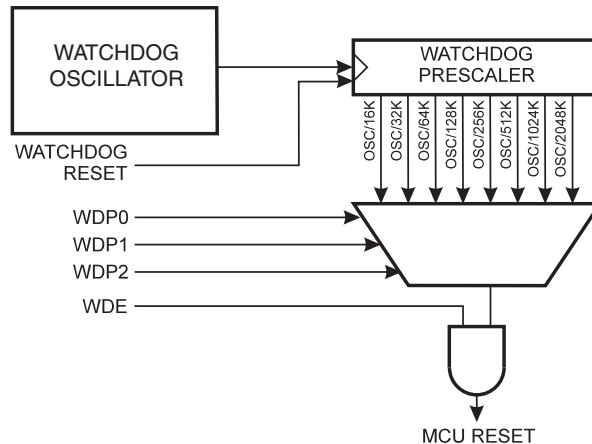 WATCHDOG
OSCILLATOR
WATCHDOG
PRESCALER
WATCHDOG
RESET
OSC/16K
OSC/32K
OSC/64K
OSC/128K
OSC/256K
OSC/512K
OSC/1024K
OSC/2048K
WDP0
WDP1
WDP2
WDE
MCU RESET